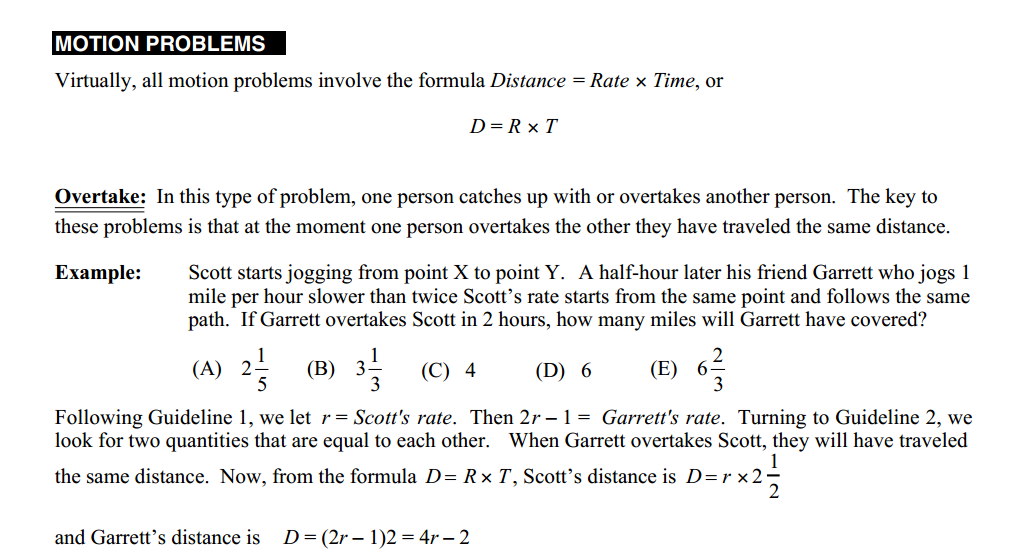 MOTION PROBLEMS
Virtually, all motion problems involve the formula Distance = Rate × Time, or
D = R × T
Overtake: In this type of problem, one person catches up with or overtakes another person. The key to
these problems is that at the moment one person overtakes the other they have traveled the same distance.
Example: Scott starts jogging from point X to point Y. A half-hour later his friend Garrett who jogs 1
mile per hour slower than twice Scott's rate starts from the same point and follows the same
path. If Garrett overtakes Scott in 2 hours, how many miles will Garrett have covered?
(A) 2 1/5 (B) 3 1/3 (C) 4 (D) 6 (E) 6 2/3
Following Guideline 1, we let r = Scott's rate. Then 2r – 1 = Garrett's rate. Turning to Guideline 2, we
look for two quantities that are equal to each other. When Garrett overtakes Scott, they will have traveled
the same distance. Now, from the formula D = R × T, Scott's distance is D = r × 2 1/2
and Garrett's distance is D = (2r – 1)2 = 4r – 2